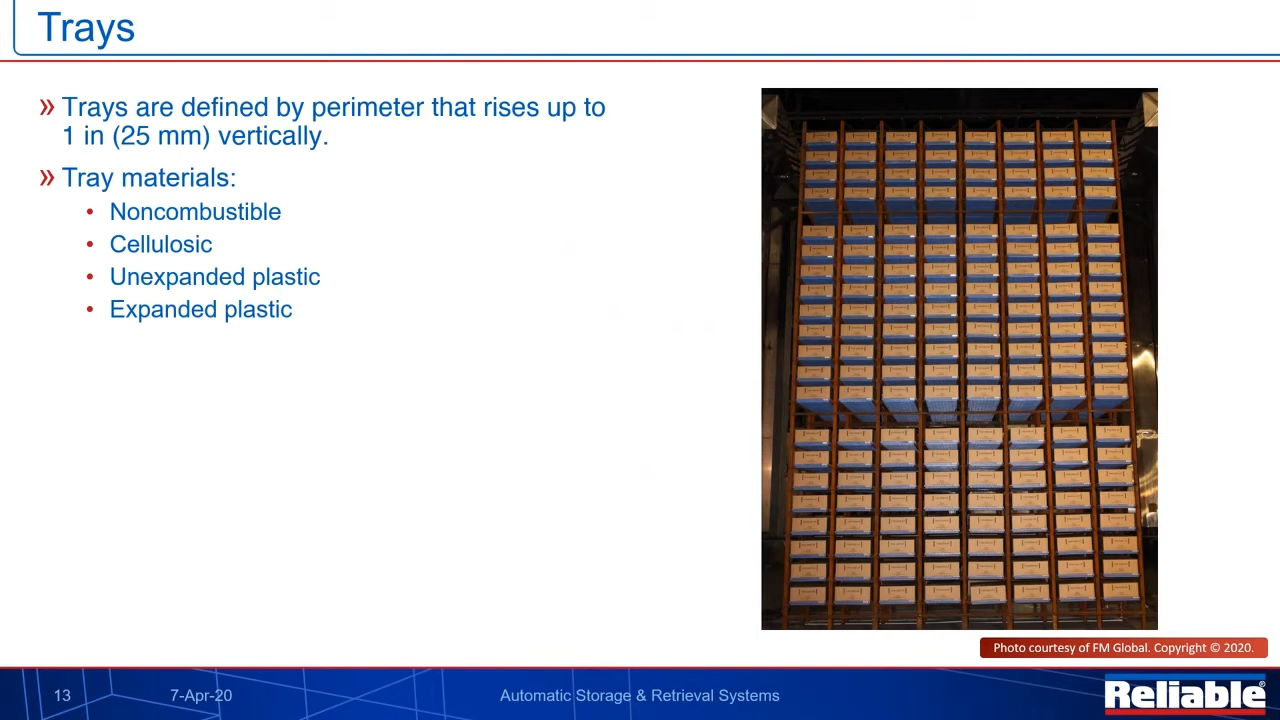 Trays
» Trays are defined by perimeter that rises up to
1 in (25 mm) vertically.
» Tray materials:
• Noncombustible
• Cellulosic
• Unexpanded plastic
• Expanded plastic
Photo courtesy of FM Global. Copyright © 2020.
13
7-Apr-20
Automatic Storage & Retrieval Systems
Reliable®